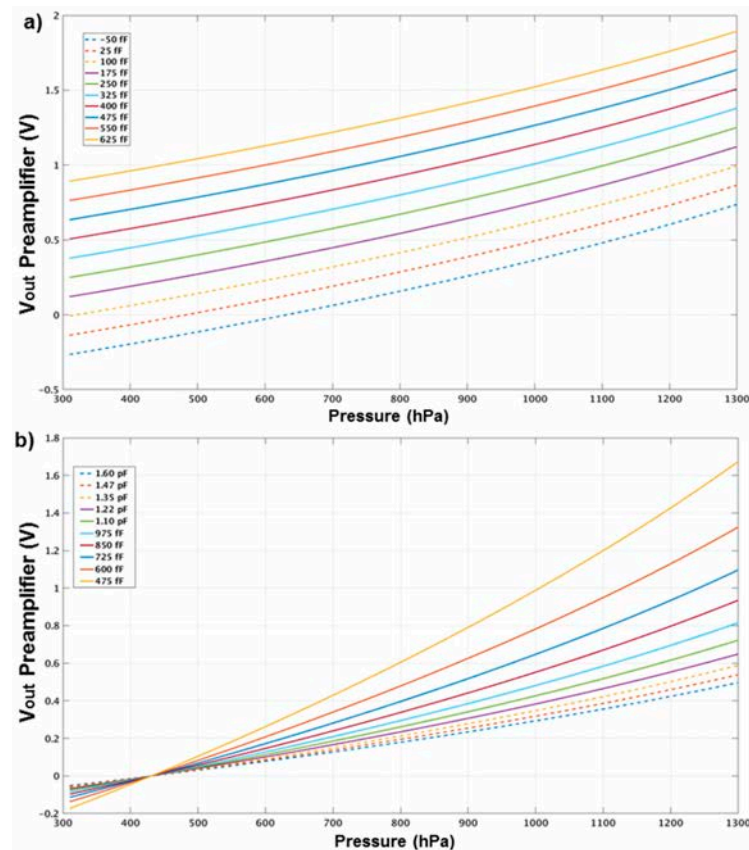 a)
2
1.5
1
0.5
0
-0.5
-50 fF
25 fF
100 fF
175 fF
250 fF
325 fF
400 fF
475 fF
550 fF
625 fF
Vout Preamplifier (V)
300 400 500 600 700 800 900 1000 1100 1200 1300
Pressure (hPa)
b)
1.8
1.6
1.4
1.2
1
0.8
0.6
0.4
0.2
0
-0.2
1.60 pF
1.47 pF
1.35 pF
1.22 pF
1.10 pF
975 fF
850 fF
725 fF
600 fF
475 fF
Vout Preamplifier (V)
300 400 500 600 700 800 900 1000 1100 1200 1300
Pressure (hPa)